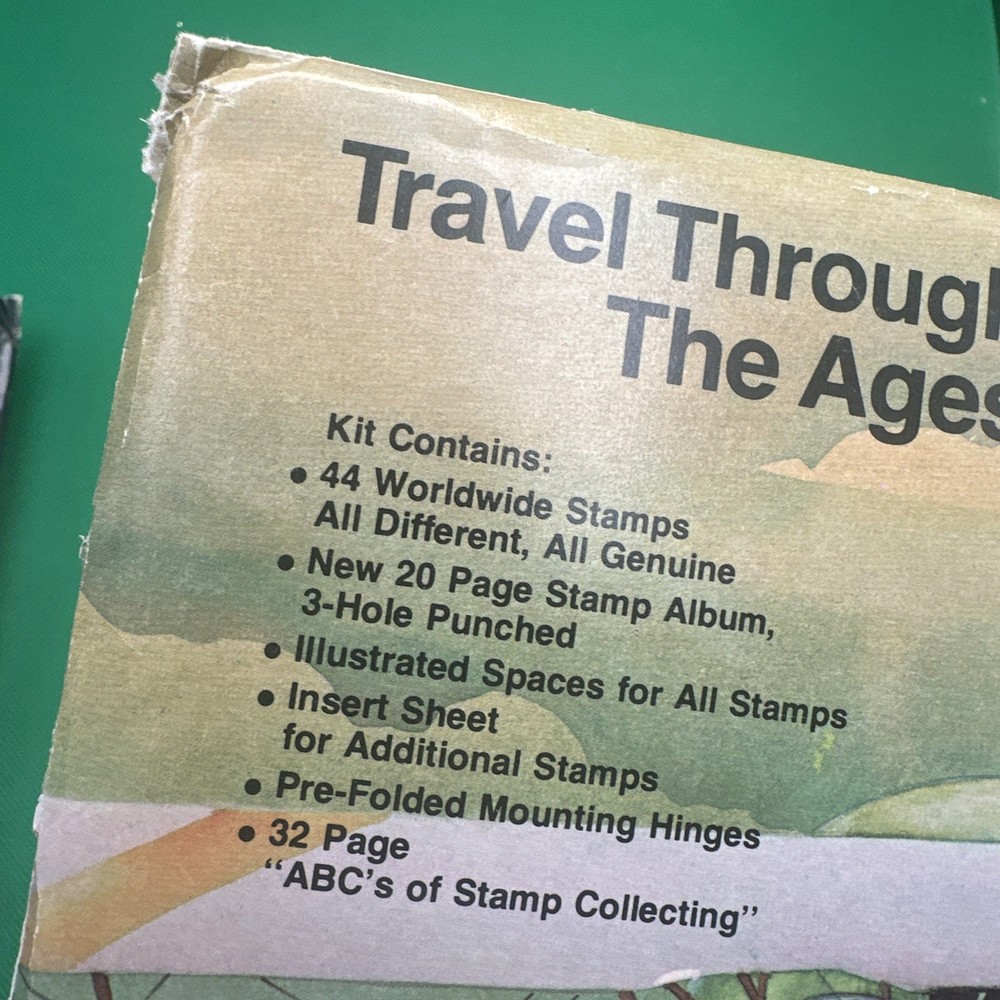 Travel Through
The Ages
Kit Contains:
• 44 Worldwide Stamps
All Different, All Genuine
• New 20 Page Stamp Album,
3-Hole Punched
• Illustrated Spaces for All Stamps
• Insert Sheet
for Additional Stamps
• Pre-Folded Mounting Hinges
• 32 Page
“ABC’s of Stamp Collecting”